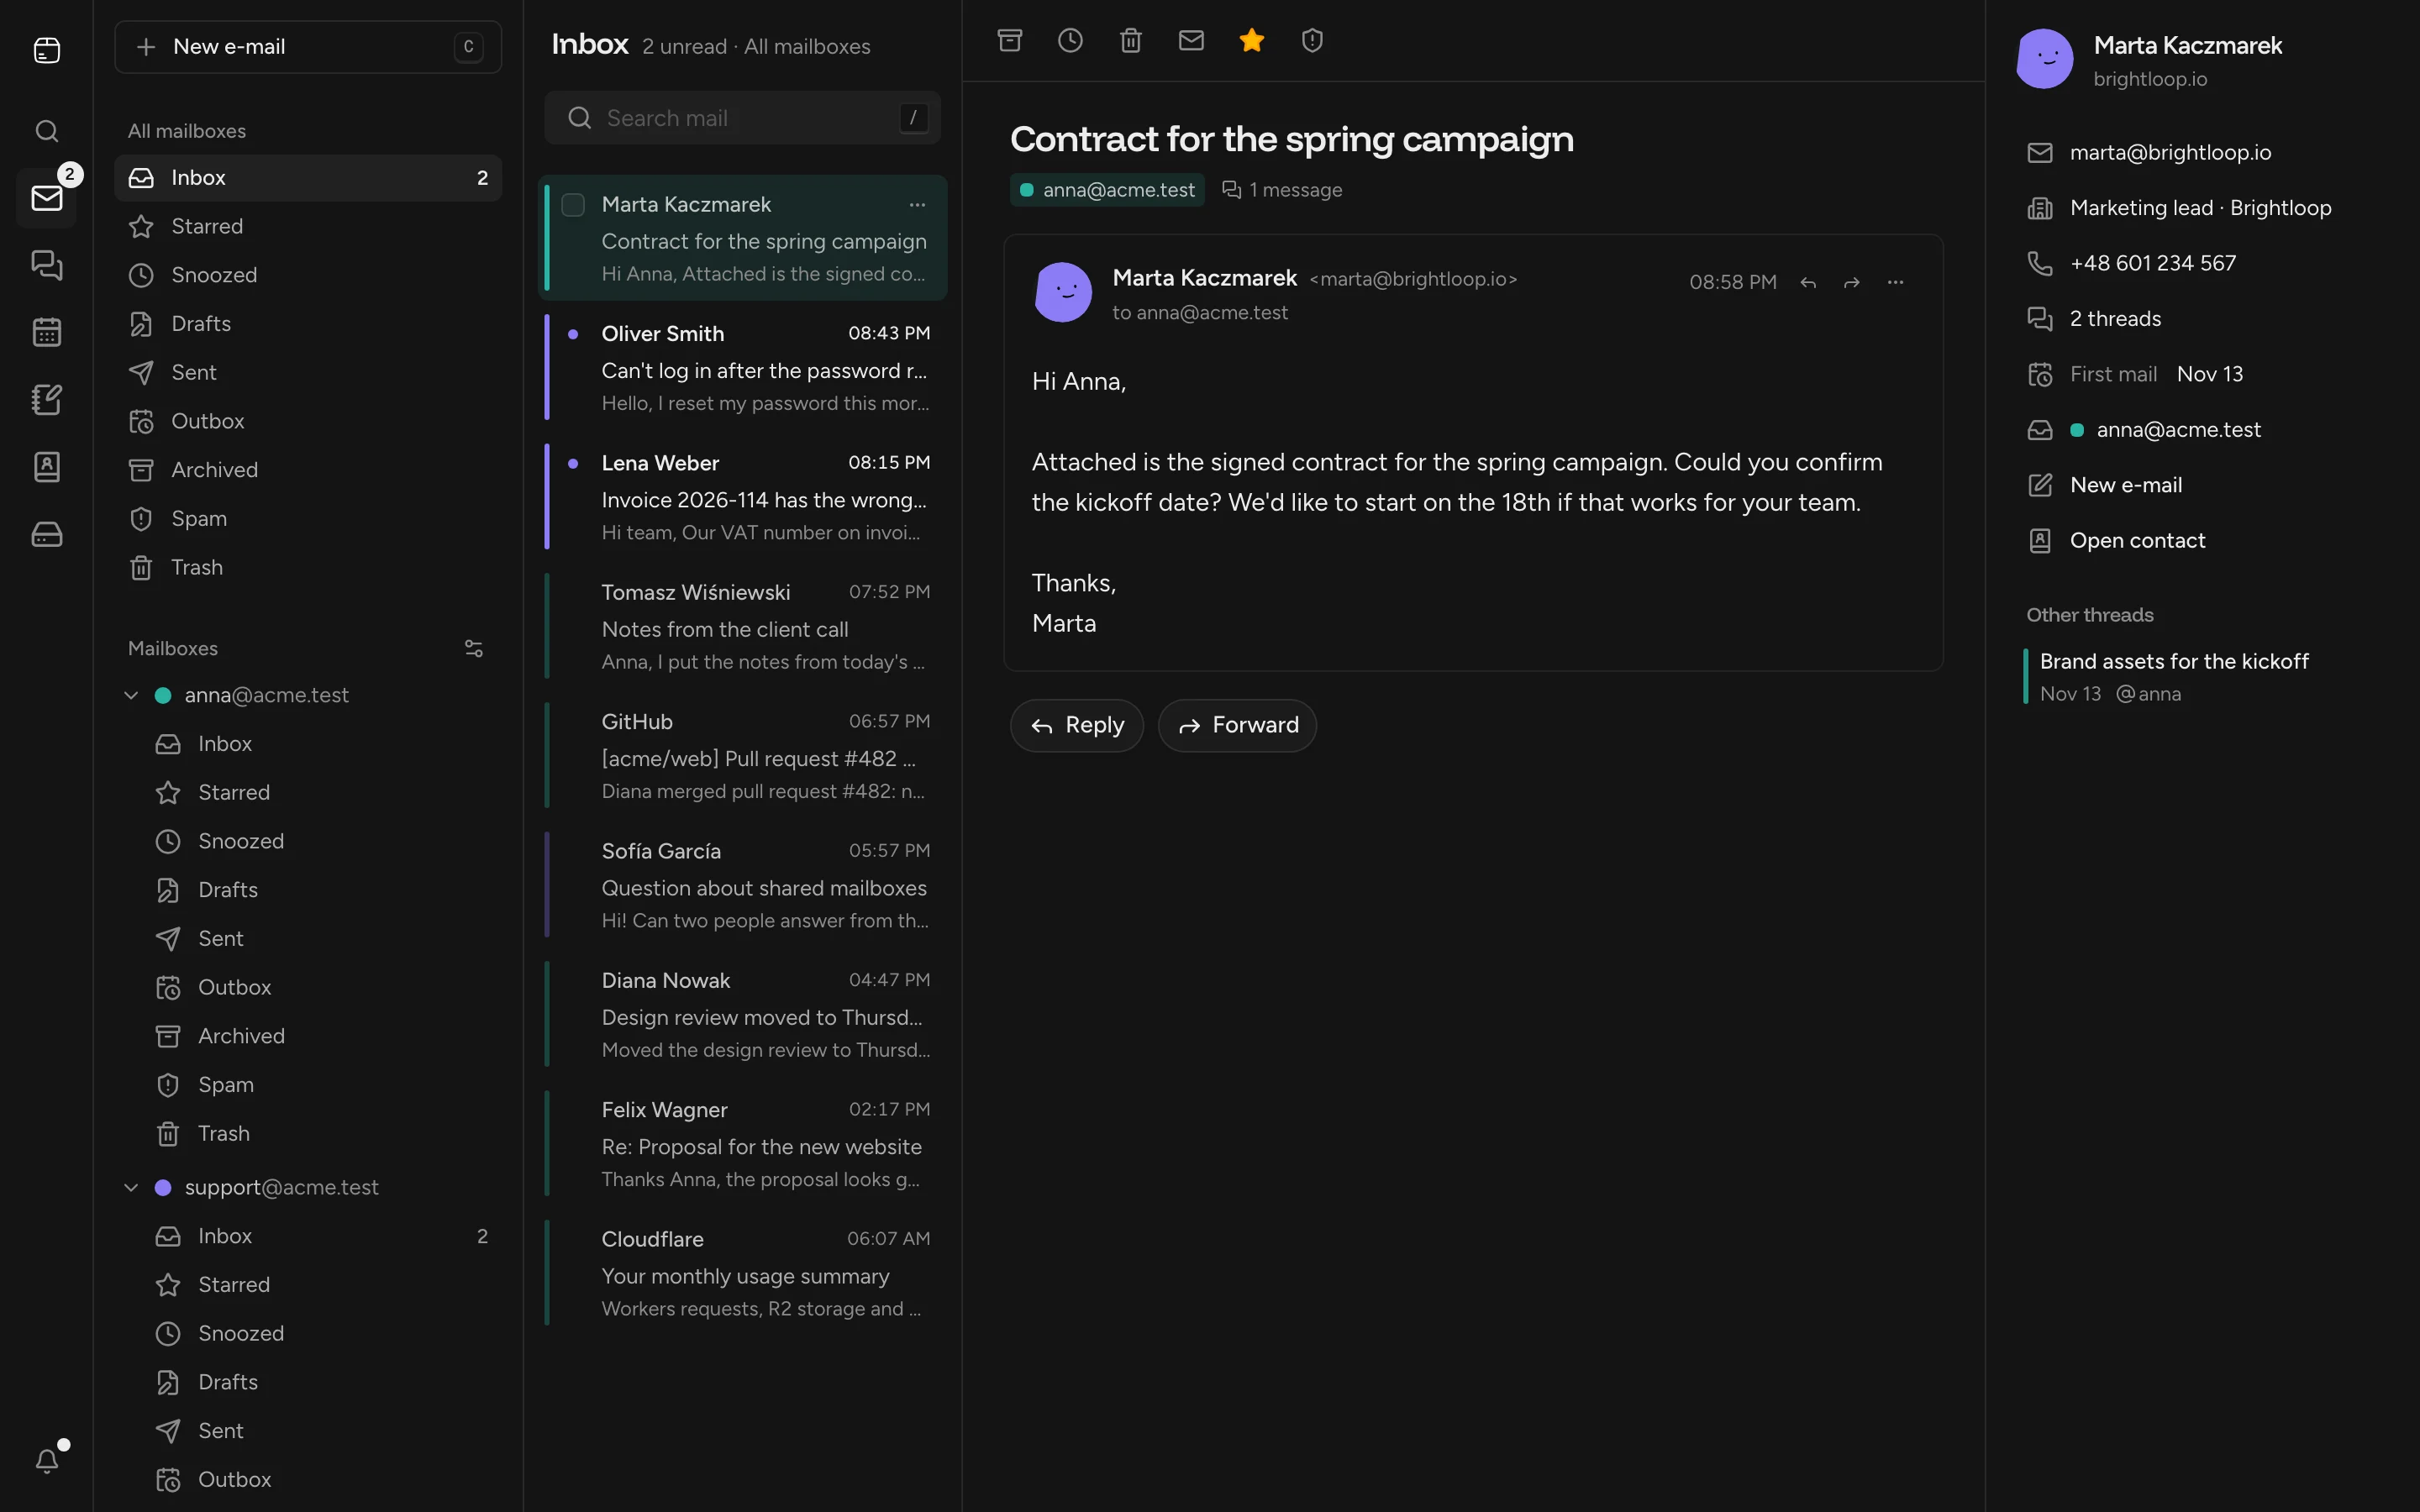 2
New e-mail
C
All mailboxes
Inbox 2
Starred
Snoozed
Drafts
Sent
Outbox
Archived
Spam
Trash
Mailboxes
anna@acme.test
Inbox
Starred
Snoozed
Drafts
Sent
Outbox
Archived
Spam
Trash
support@acme.test
Inbox 2
Starred
Snoozed
Drafts
Sent
Outbox
Inbox 2 unread · All mailboxes
Search mail /
Marta Kaczmarek
Contract for the spring campaign
Hi Anna, Attached is the signed co...
Oliver Smith 08:43 PM
Can't log in after the password r...
Hello, I reset my password this mor...
Lena Weber 08:15 PM
Invoice 2026-114 has the wrong...
Hi team, Our VAT number on invoi...
Tomasz Wiśniewski 07:52 PM
Notes from the client call
Anna, I put the notes from today's ...
GitHub 06:57 PM
[acme/web] Pull request #482 ...
Diana merged pull request #482: n...
Sofía García 05:57 PM
Question about shared mailboxes
Hi! Can two people answer from th...
Diana Nowak 04:47 PM
Design review moved to Thursd...
Moved the design review to Thursd...
Felix Wagner 02:17 PM
Re: Proposal for the new website
Thanks Anna, the proposal looks g...
Cloudflare 06:07 AM
Your monthly usage summary
Workers requests, R2 storage and ...
Contract for the spring campaign
anna@acme.test 1 message
Marta Kaczmarek <marta@brightloop.io> 08:58 PM
to anna@acme.test
Hi Anna,
Attached is the signed contract for the spring campaign. Could you confirm
the kickoff date? We'd like to start on the 18th if that works for your team.
Thanks,
Marta
Reply Forward
Marta Kaczmarek
brightloop.io
marta@brightloop.io
Marketing lead · Brightloop
+48 601 234 567
2 threads
First mail Nov 13
anna@acme.test
New e-mail
Open contact
Other threads
Brand assets for the kickoff
Nov 13 @anna